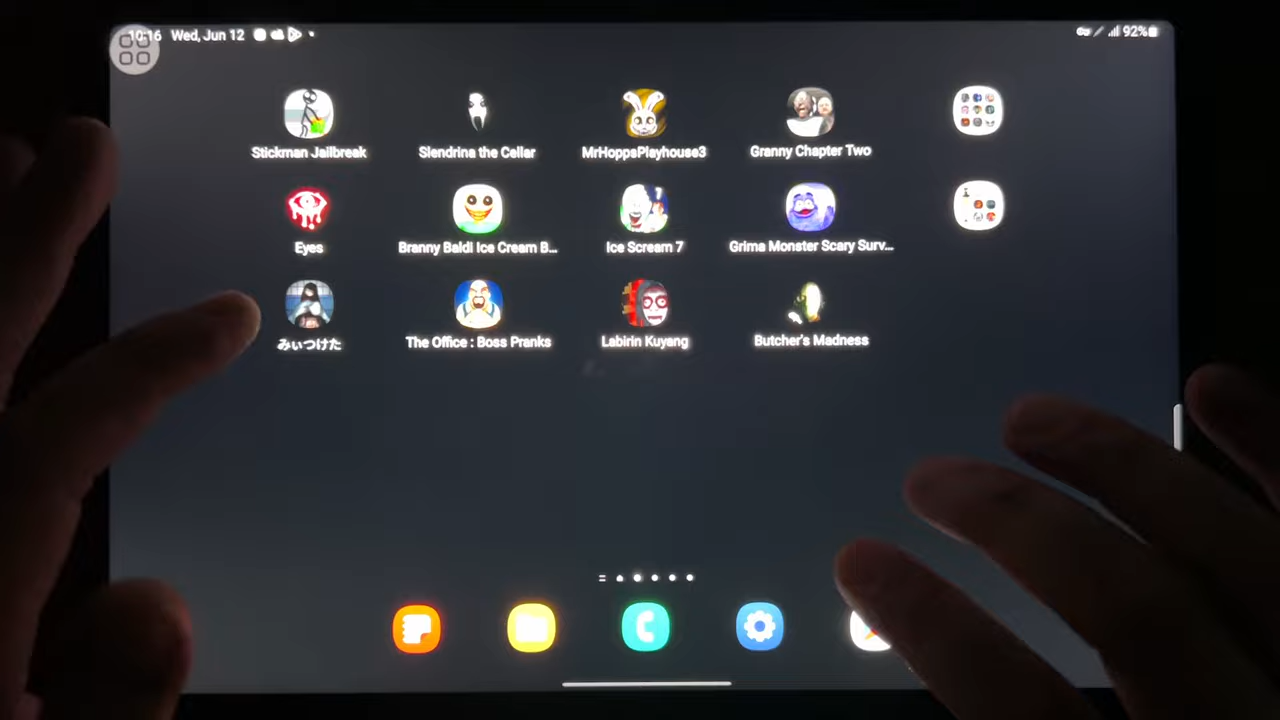 10:16 Wed, Jun 12
92%
Stickman Jailbreak
Slendrina the Cellar
MrHoppsPlayhouse3
Granny Chapter Two
Eyes
Branny Baldi Ice Cream B...
Ice Scream 7
Grima Monster Scary Surv...
みぃつけた
The Office : Boss Pranks
Labirin Kuyang
Butcher's Madness